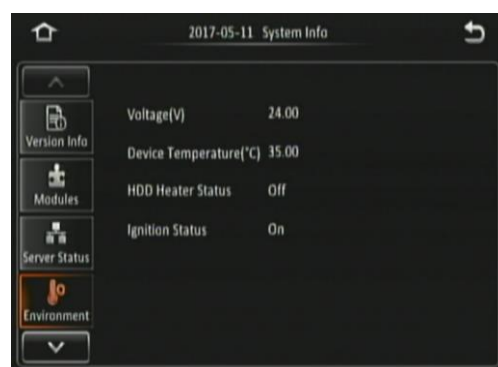 2017-05-11 System Info
Version Info
Modules
Server Status
Environment
Voltage(V) 24.00
Device Temperature(°C) 35.00
HDD Heater Status Off
Ignition Status On